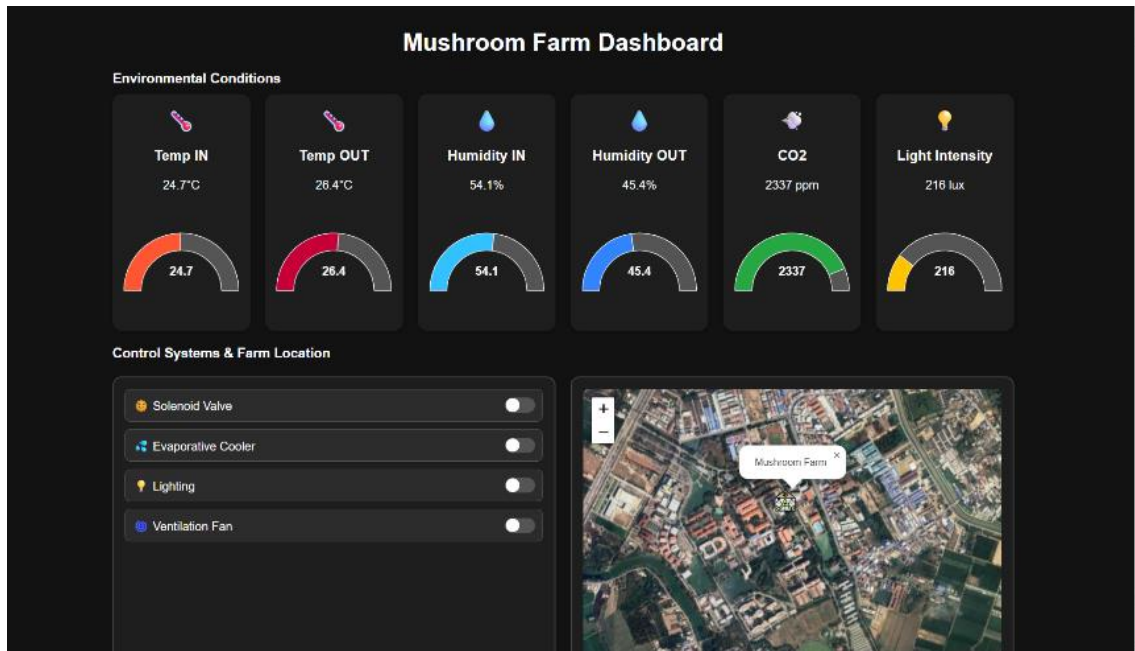 Mushroom Farm Dashboard
Environmental Conditions
Temp IN
24.7°C
24.7
Temp OUT
26.4°C
26.4
Humidity IN
54.1%
54.1
Humidity OUT
45.4%
45.4
CO2
2337 ppm
2337
Light Intensity
216 lux
216
Control Systems & Farm Location
Solenoid Valve
Evaporative Cooler
Lighting
Ventilation Fan
+
−
Mushroom Farm ×